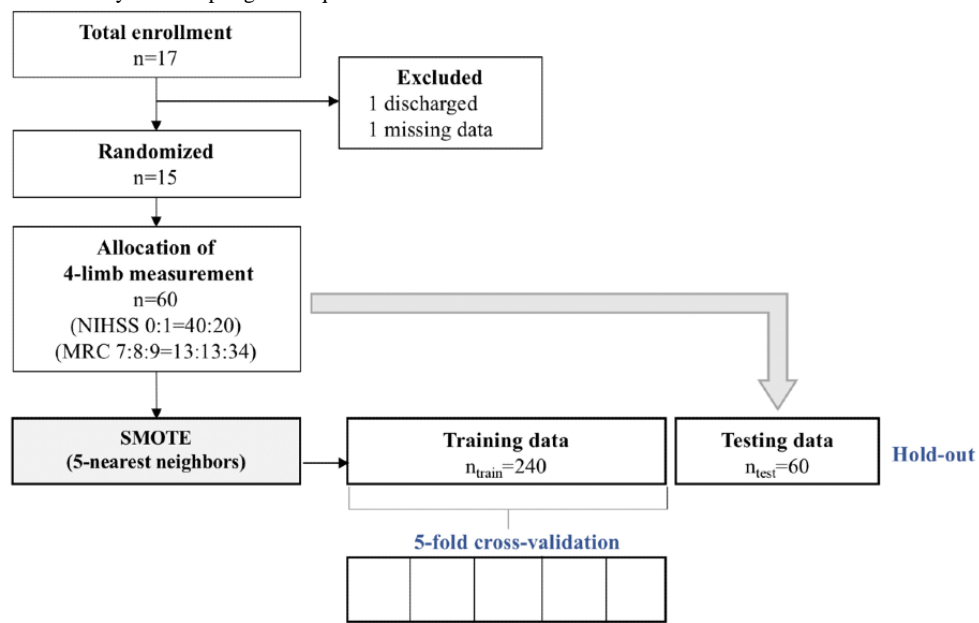 Total enrollment
n=17
Excluded
1 discharged
1 missing data
Randomized
n=15
Allocation of
4-limb measurement
n=60
(NIHSS 0:1=40:20)
(MRC 7:8:9=13:13:34)
SMOTE
(5-nearest neighbors)
Training data
n_train=240
Testing data
n_test=60
Hold-out
5-fold cross-validation